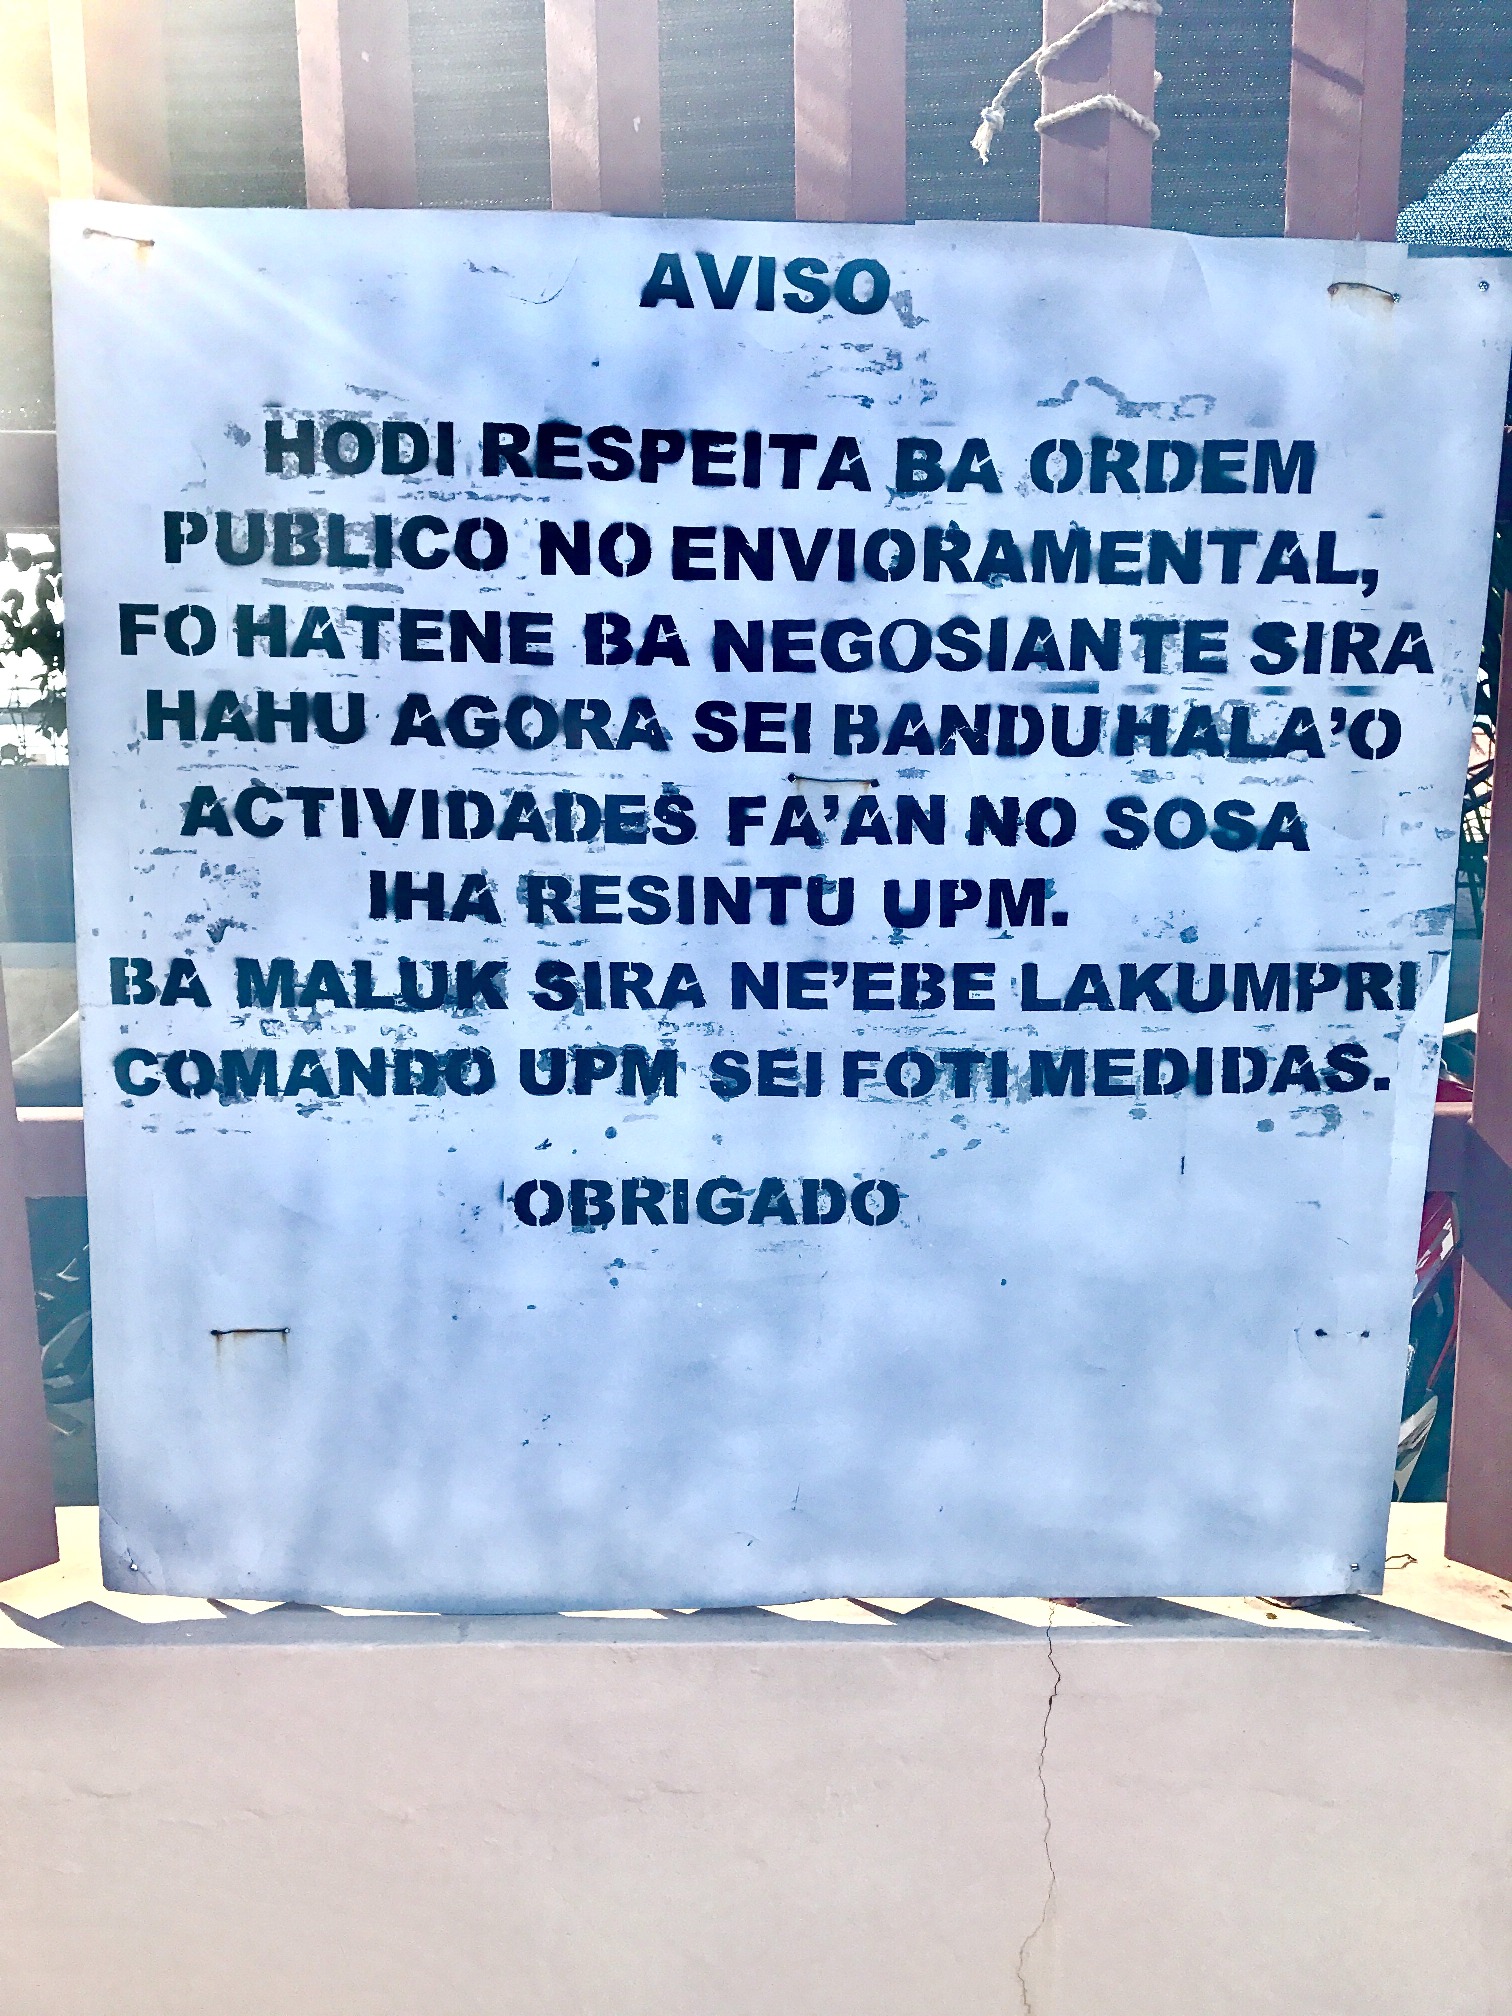 AVISO
HODI RESPEITA BA ORDEM
PUBLICO NO ENVIORAMENTAL,
FO HATENE BA NEGOSIANTE SIRA
HAHU AGORA SEI BANDU HALA'O
ACTIVIDADES FA'AN NO SOSA
IHA RESINTU UPM.
BA MALUK SIRA NE'EBE LAKUMPRI
COMANDO UPM SEI FOTI MEDIDAS.
OBRIGADO